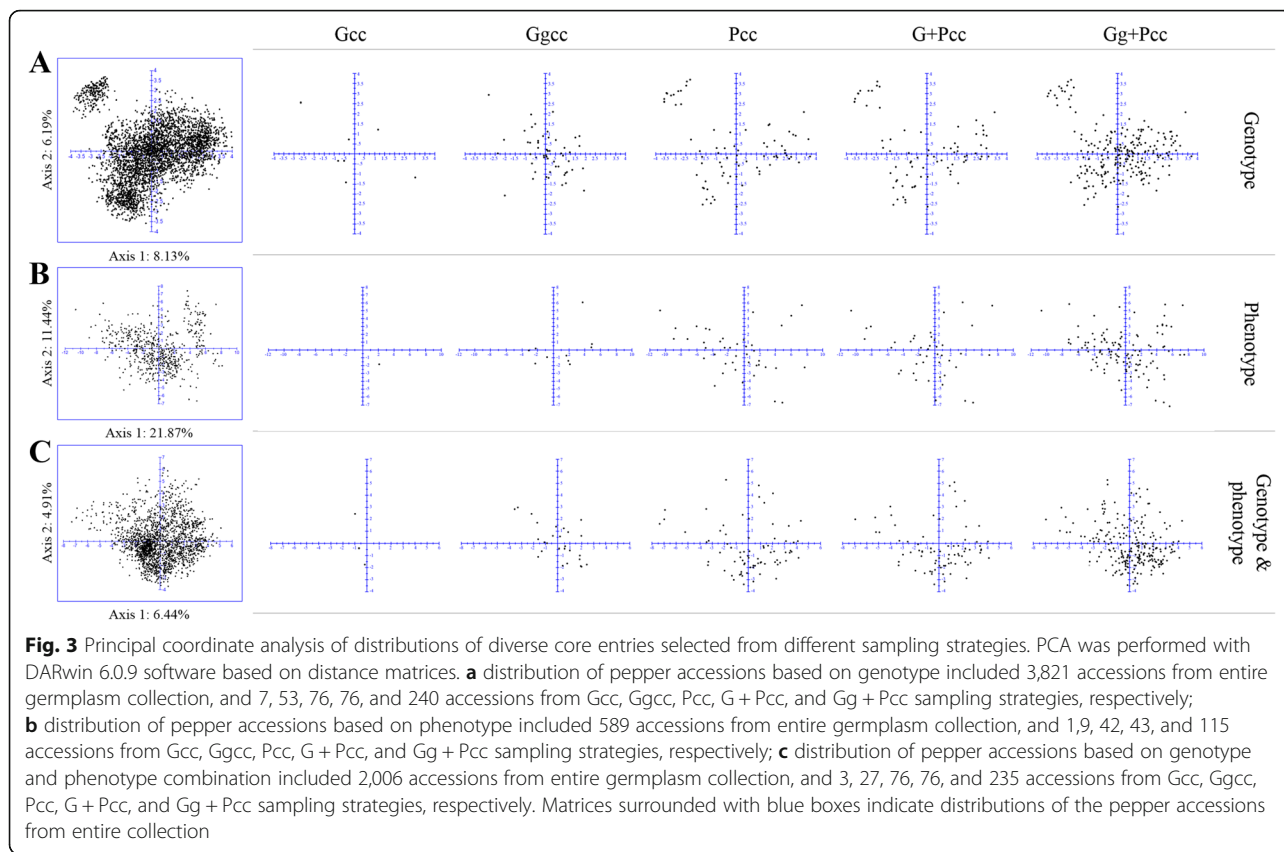 Gcc Ggcc Pcc G+Pcc Gg+Pcc
A
Axis 2: 6.19%
Axis 1: 8.13%
Genotype
B
Axis 2: 11.44%
Axis 1: 21.87%
Phenotype
C
Axis 2: 4.91%
Axis 1: 6.44%
Genotype &
phenotype
Fig. 3 Principal coordinate analysis of distributions of diverse core entries selected from different sampling strategies. PCA was performed with
DARwin 6.0.9 software based on distance matrices. a distribution of pepper accessions based on genotype included 3,821 accessions from entire
germplasm collection, and 7, 53, 76, 76, and 240 accessions from Gcc, Ggcc, Pcc, G + Pcc, and Gg + Pcc sampling strategies, respectively;
b distribution of pepper accessions based on phenotype included 589 accessions from entire germplasm collection, and 1,9, 42, 43, and 115
accessions from Gcc, Ggcc, Pcc, G + Pcc, and Gg + Pcc sampling strategies, respectively; c distribution of pepper accessions based on genotype
and phenotype combination included 2,006 accessions from entire germplasm collection, and 3, 27, 76, 76, and 235 accessions from Gcc, Ggcc,
Pcc, G + Pcc, and Gg + Pcc sampling strategies, respectively. Matrices surrounded with blue boxes indicate distributions of the pepper accessions
from entire collection